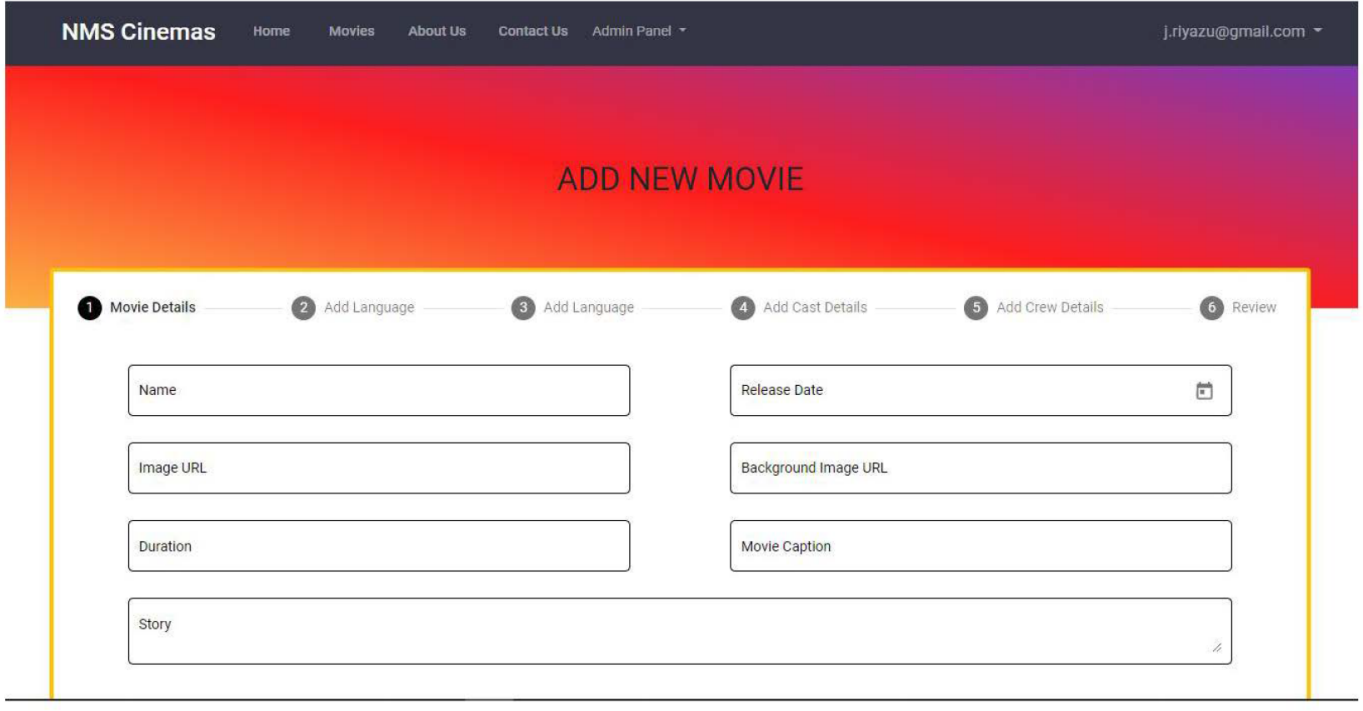 NMS Cinemas Home Movies About Us Contact Us Admin Panel j.riyazu@gmail.com
ADD NEW MOVIE
1 Movie Details 2 Add Language 3 Add Language 4 Add Cast Details 5 Add Crew Details 6 Review
Name Release Date
Image URL Background Image URL
Duration Movie Caption
Story